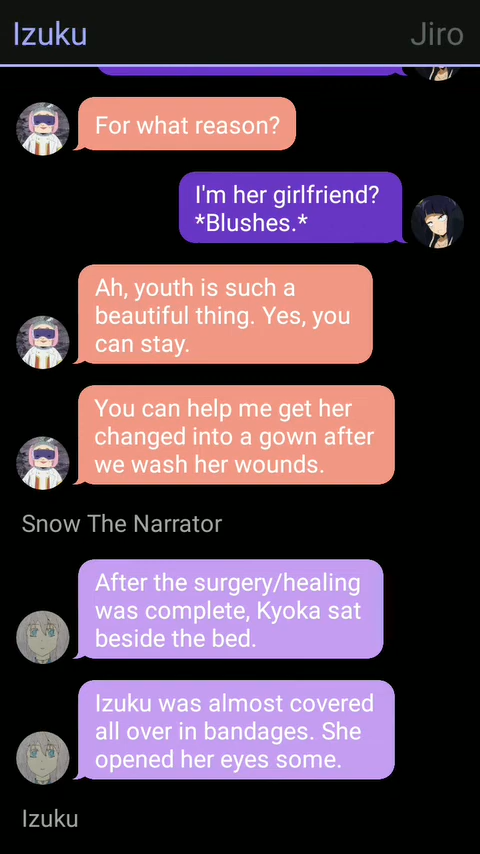 Izuku Jiro
For what reason?
I'm her girlfriend?
*Blushes.*
Ah, youth is such a
beautiful thing. Yes, you
can stay.
You can help me get her
changed into a gown after
we wash her wounds.
Snow The Narrator
After the surgery/healing
was complete, Kyoka sat
beside the bed.
Izuku was almost covered
all over in bandages. She
opened her eyes some.
Izuku